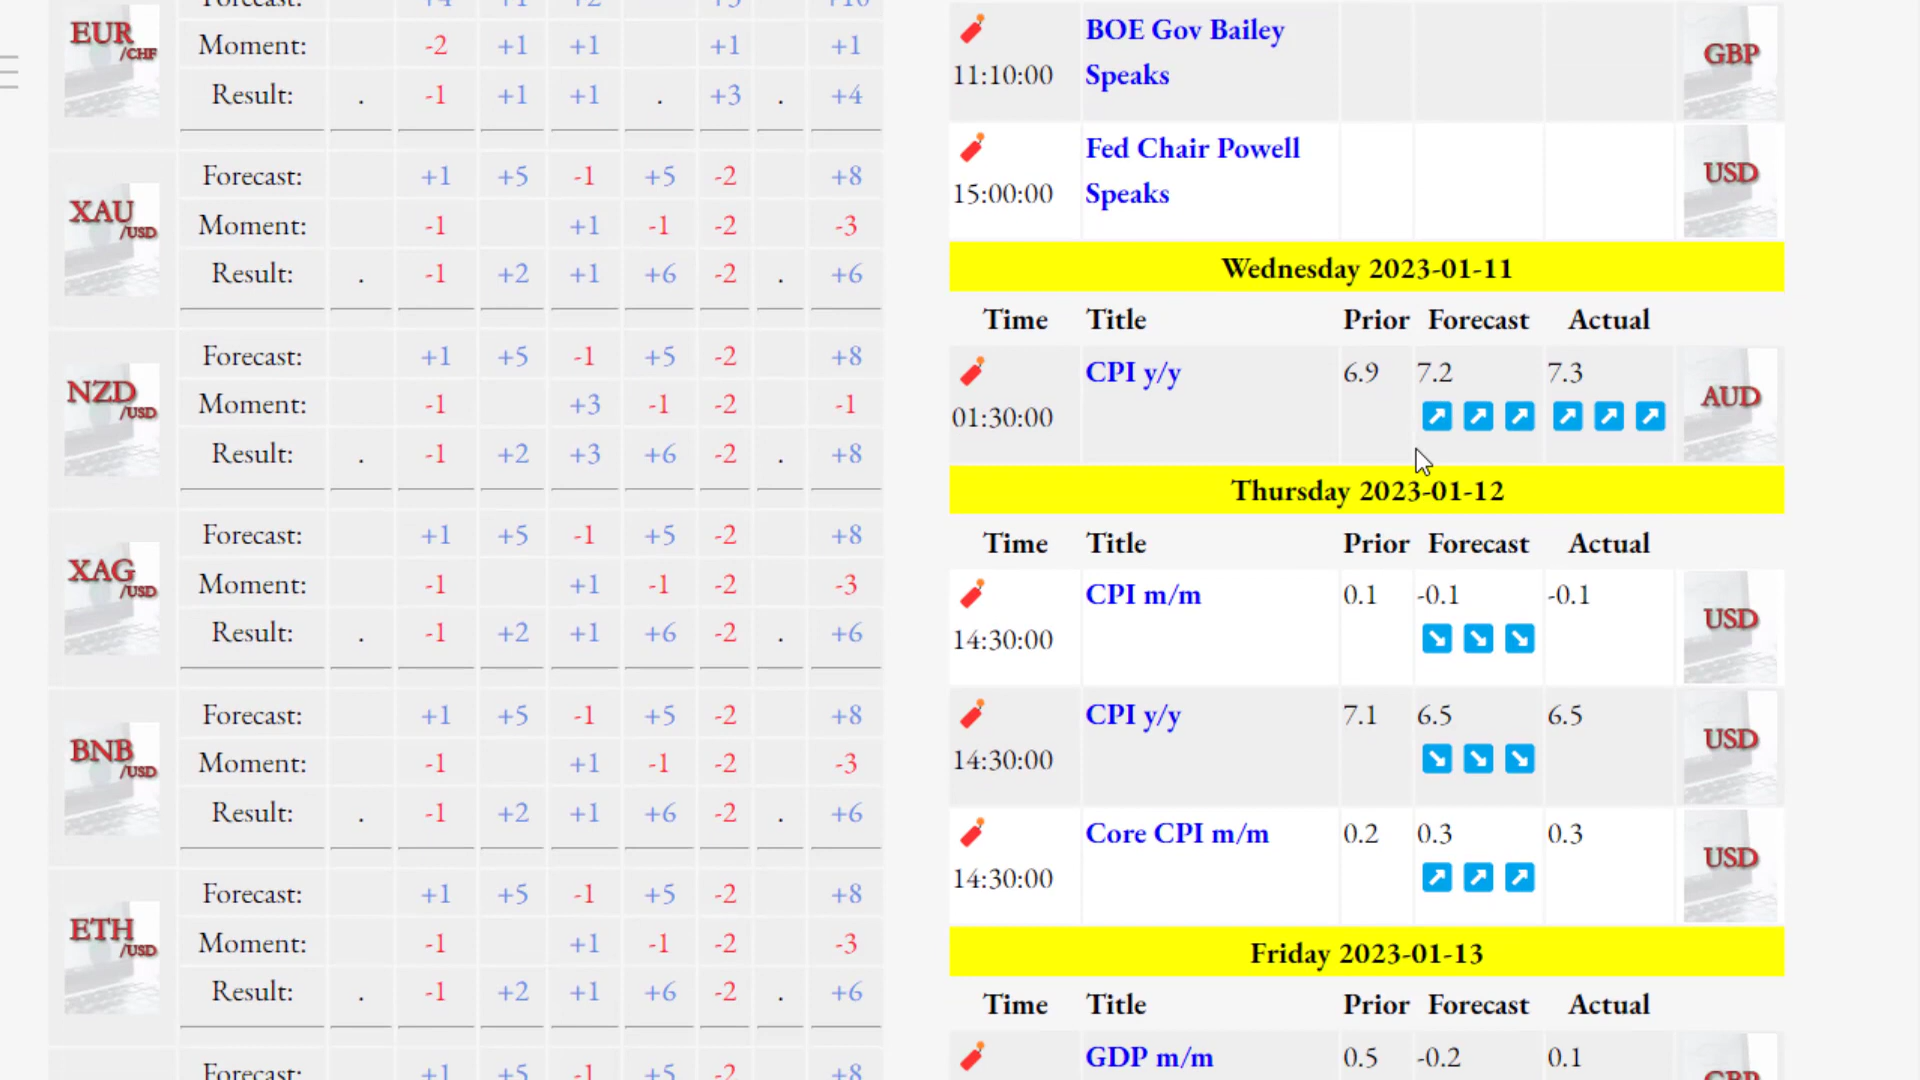 Forecast: +4 +1 +2 +3 +10
EUR
/CHF
Moment: -2 +1 +1 +1 +1
Result: . -1 +1 +1 . +3 . +4
Forecast: +1 +5 -1 +5 -2 +8
XAU
/USD
Moment: -1 +1 -1 -2 -3
Result: . -1 +2 +1 +6 -2 . +6
Forecast: +1 +5 -1 +5 -2 +8
NZD
/USD
Moment: -1 +3 -1 -2 -1
Result: . -1 +2 +3 +6 -2 . +8
Forecast: +1 +5 -1 +5 -2 +8
XAG
/USD
Moment: -1 +1 -1 -2 -3
Result: . -1 +2 +1 +6 -2 . +6
Forecast: +1 +5 -1 +5 -2 +8
BNB
/USD
Moment: -1 +1 -1 -2 -3
Result: . -1 +2 +1 +6 -2 . +6
Forecast: +1 +5 -1 +5 -2 +8
ETH
/USD
Moment: -1 +1 -1 -2 -3
Result: . -1 +2 +1 +6 -2 . +6
Forecast: +1 +5 -1 +5 -2 +8
BOE Gov Bailey
11:10:00 Speaks
GBP
Fed Chair Powell
15:00:00 Speaks
USD
Wednesday 2023-01-11
Time Title Prior Forecast Actual
CPI y/y 6.9 7.2 7.3
01:30:00
AUD
Thursday 2023-01-12
Time Title Prior Forecast Actual
CPI m/m 0.1 -0.1 -0.1
14:30:00
USD
CPI y/y 7.1 6.5 6.5
14:30:00
USD
Core CPI m/m 0.2 0.3 0.3
14:30:00
USD
Friday 2023-01-13
Time Title Prior Forecast Actual
GDP m/m 0.5 -0.2 0.1
GBP